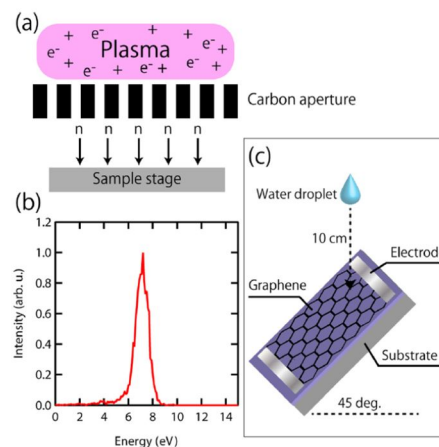 (a)
e⁻ e⁻ e⁻
+ + + +
Plasma
e⁻ + e⁻ + e⁻ + e⁻ +
Carbon aperture
n n n n n
Sample stage
(b)
Intensity (arb. u.)
1.2
1.0
0.8
0.6
0.4
0.2
0.0
0 2 4 6 8 10 12 14
Energy (eV)
(c)
Water droplet
10 cm
Electrod
Graphene
Substrate
45 deg.